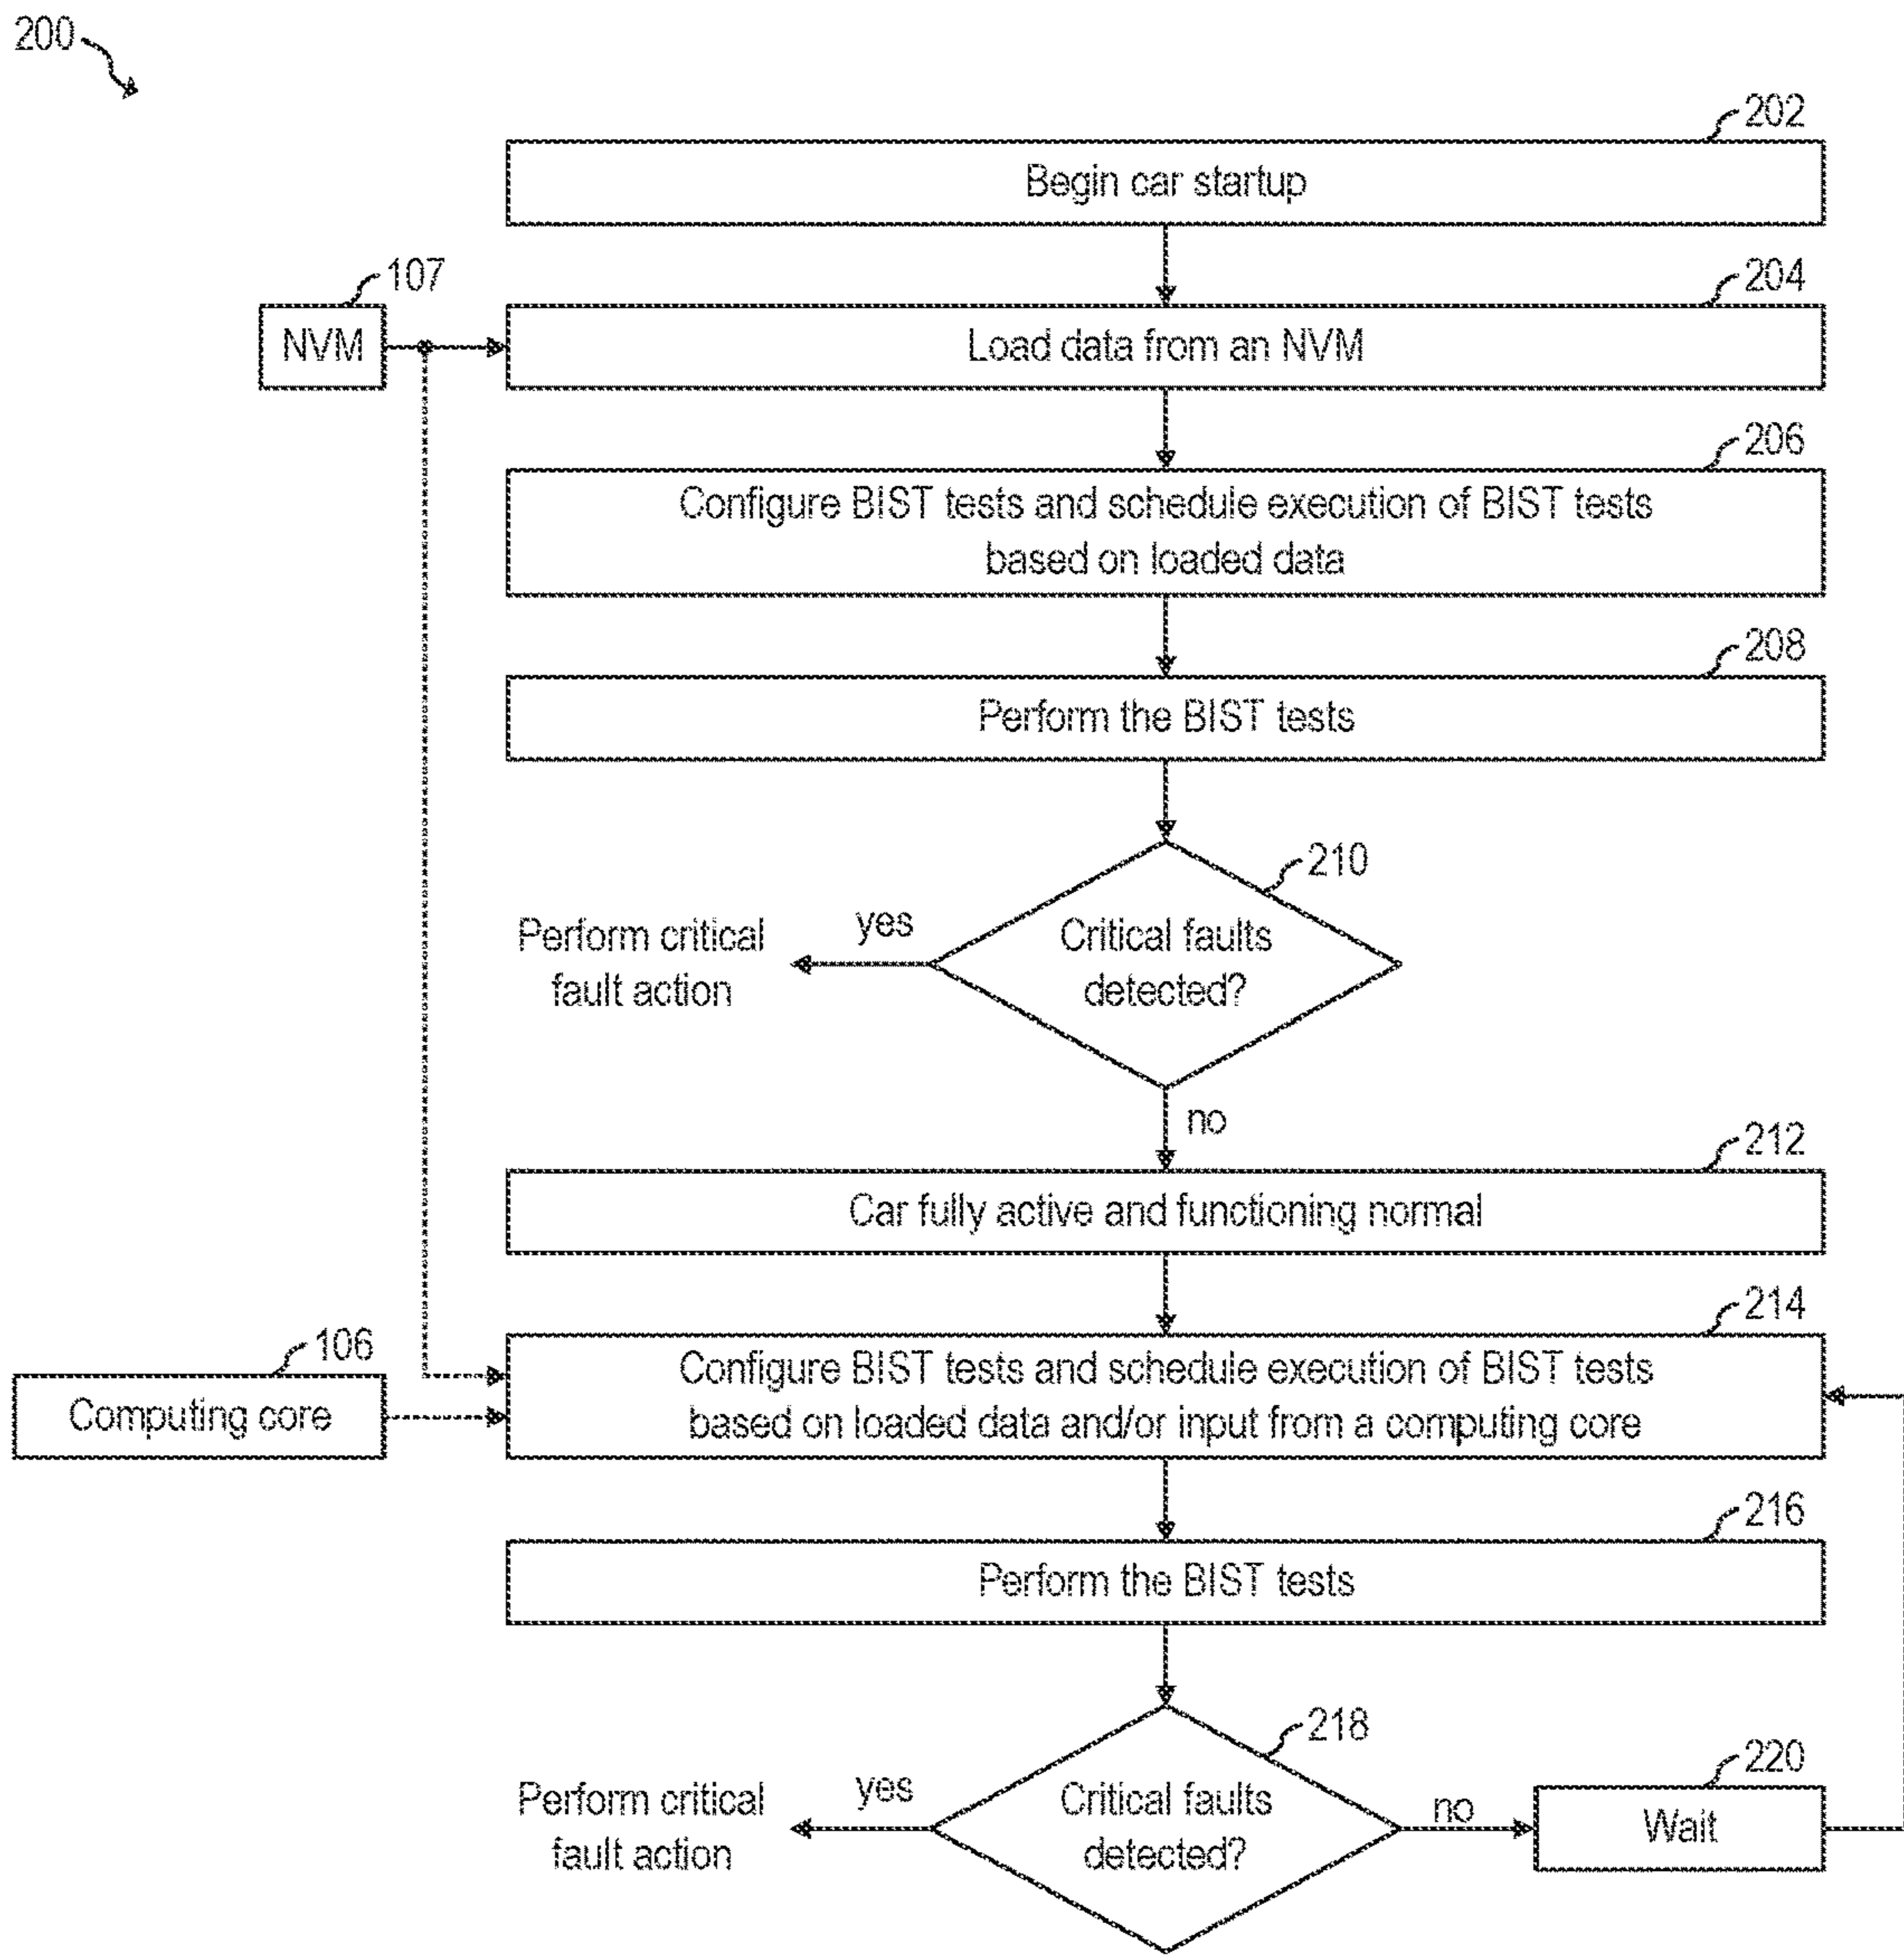 200
202
Begin car startup
107
NVM
204
Load data from an NVM
206
Configure BIST tests and schedule execution of BIST tests
based on loaded data
208
Perform the BIST tests
210
Critical faults
detected?
yes
Perform critical
fault action
no
212
Car fully active and functioning normal
214
Configure BIST tests and schedule execution of BIST tests
based on loaded data and/or input from a computing core
106
Computing core
216
Perform the BIST tests
218
Critical faults
detected?
yes
Perform critical
fault action
no
220
Wait